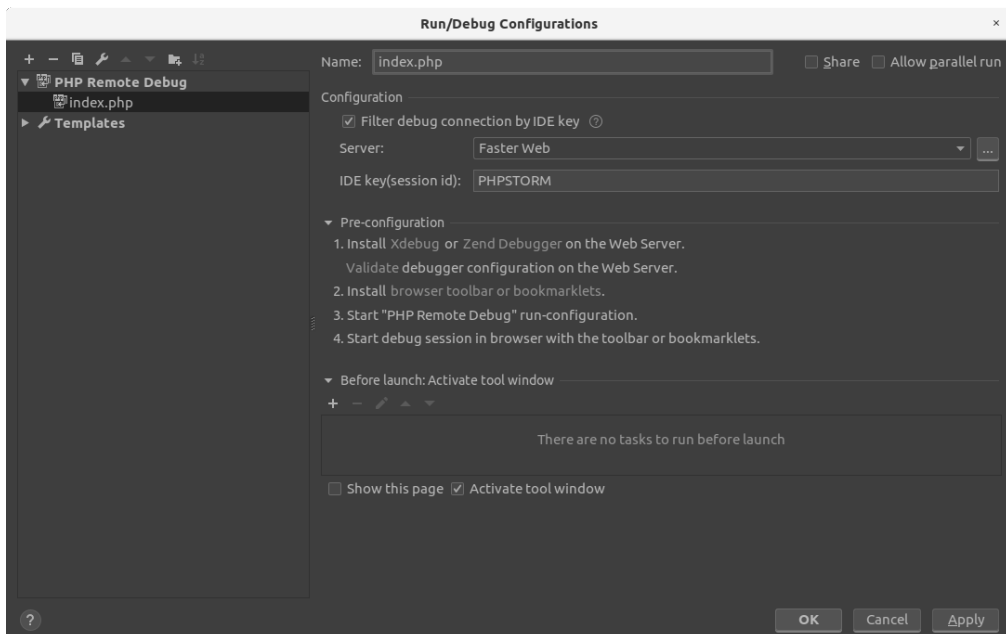 Run/Debug Configurations
Name: index.php Share Allow parallel run
PHP Remote Debug
index.php
Templates
Configuration
Filter debug connection by IDE key
Server: Faster Web ...
IDE key(session id): PHPSTORM
Pre-configuration
1. Install Xdebug or Zend Debugger on the Web Server.
Validate debugger configuration on the Web Server.
2. Install browser toolbar or bookmarklets.
3. Start "PHP Remote Debug" run-configuration.
4. Start debug session in browser with the toolbar or bookmarklets.
Before launch: Activate tool window
There are no tasks to run before launch
Show this page Activate tool window
? OK Cancel Apply